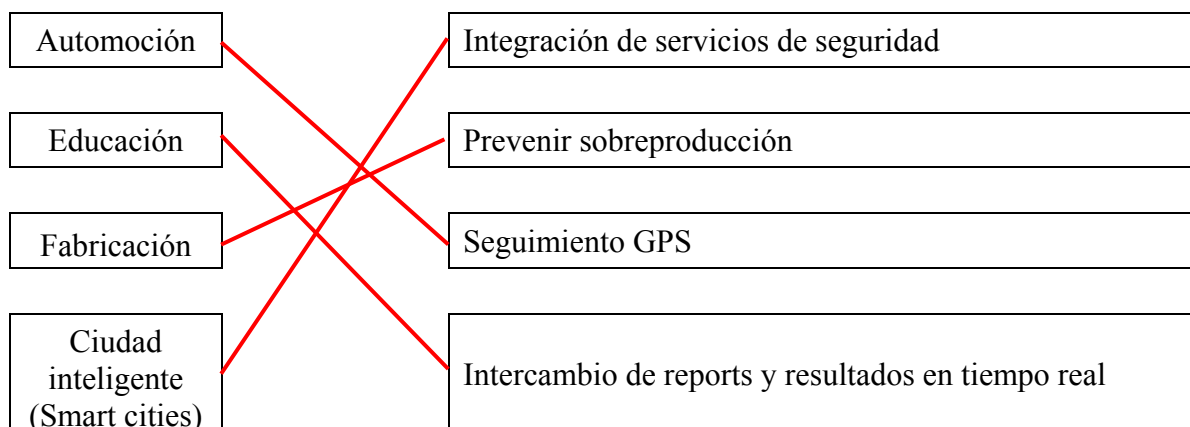 Automoción
Integración de servicios de seguridad
Educación
Prevenir sobreproducción
Fabricación
Seguimiento GPS
Ciudad
inteligente
(Smart cities)
Intercambio de reports y resultados en tiempo real